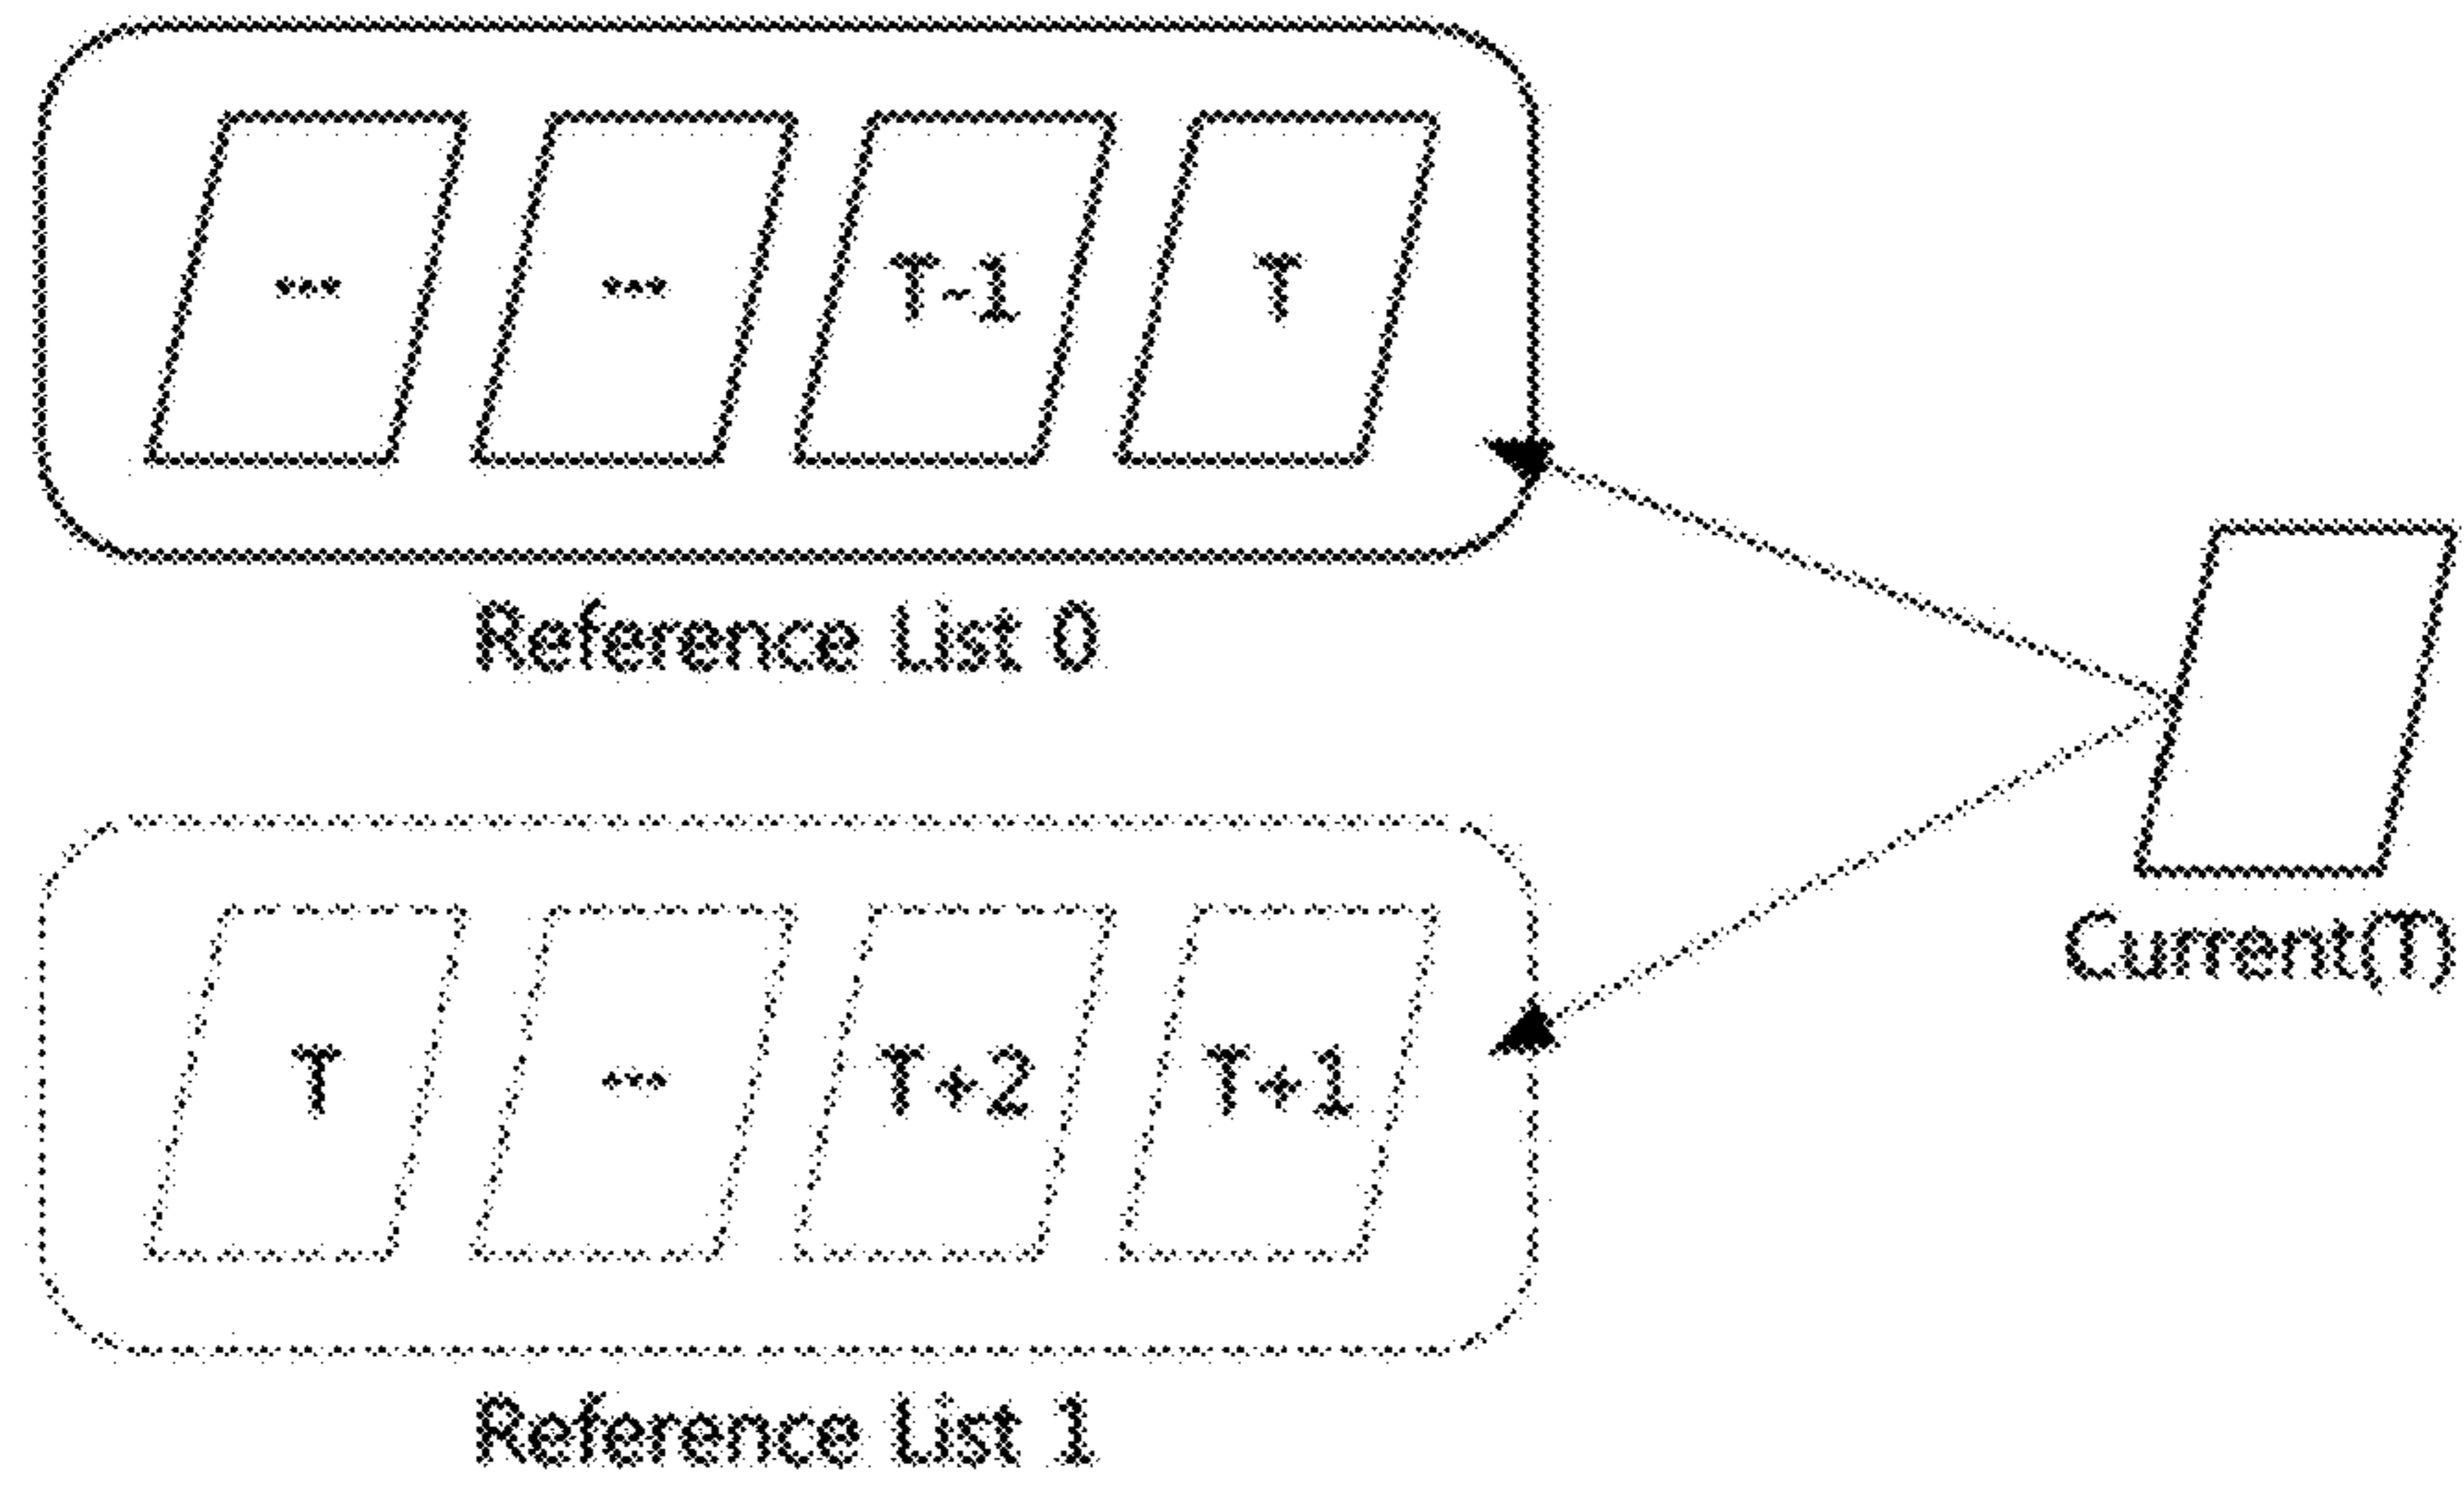 ... ... T-1 T
Reference List 0
Current(T)
T ... T+2 T+1
Reference List 1